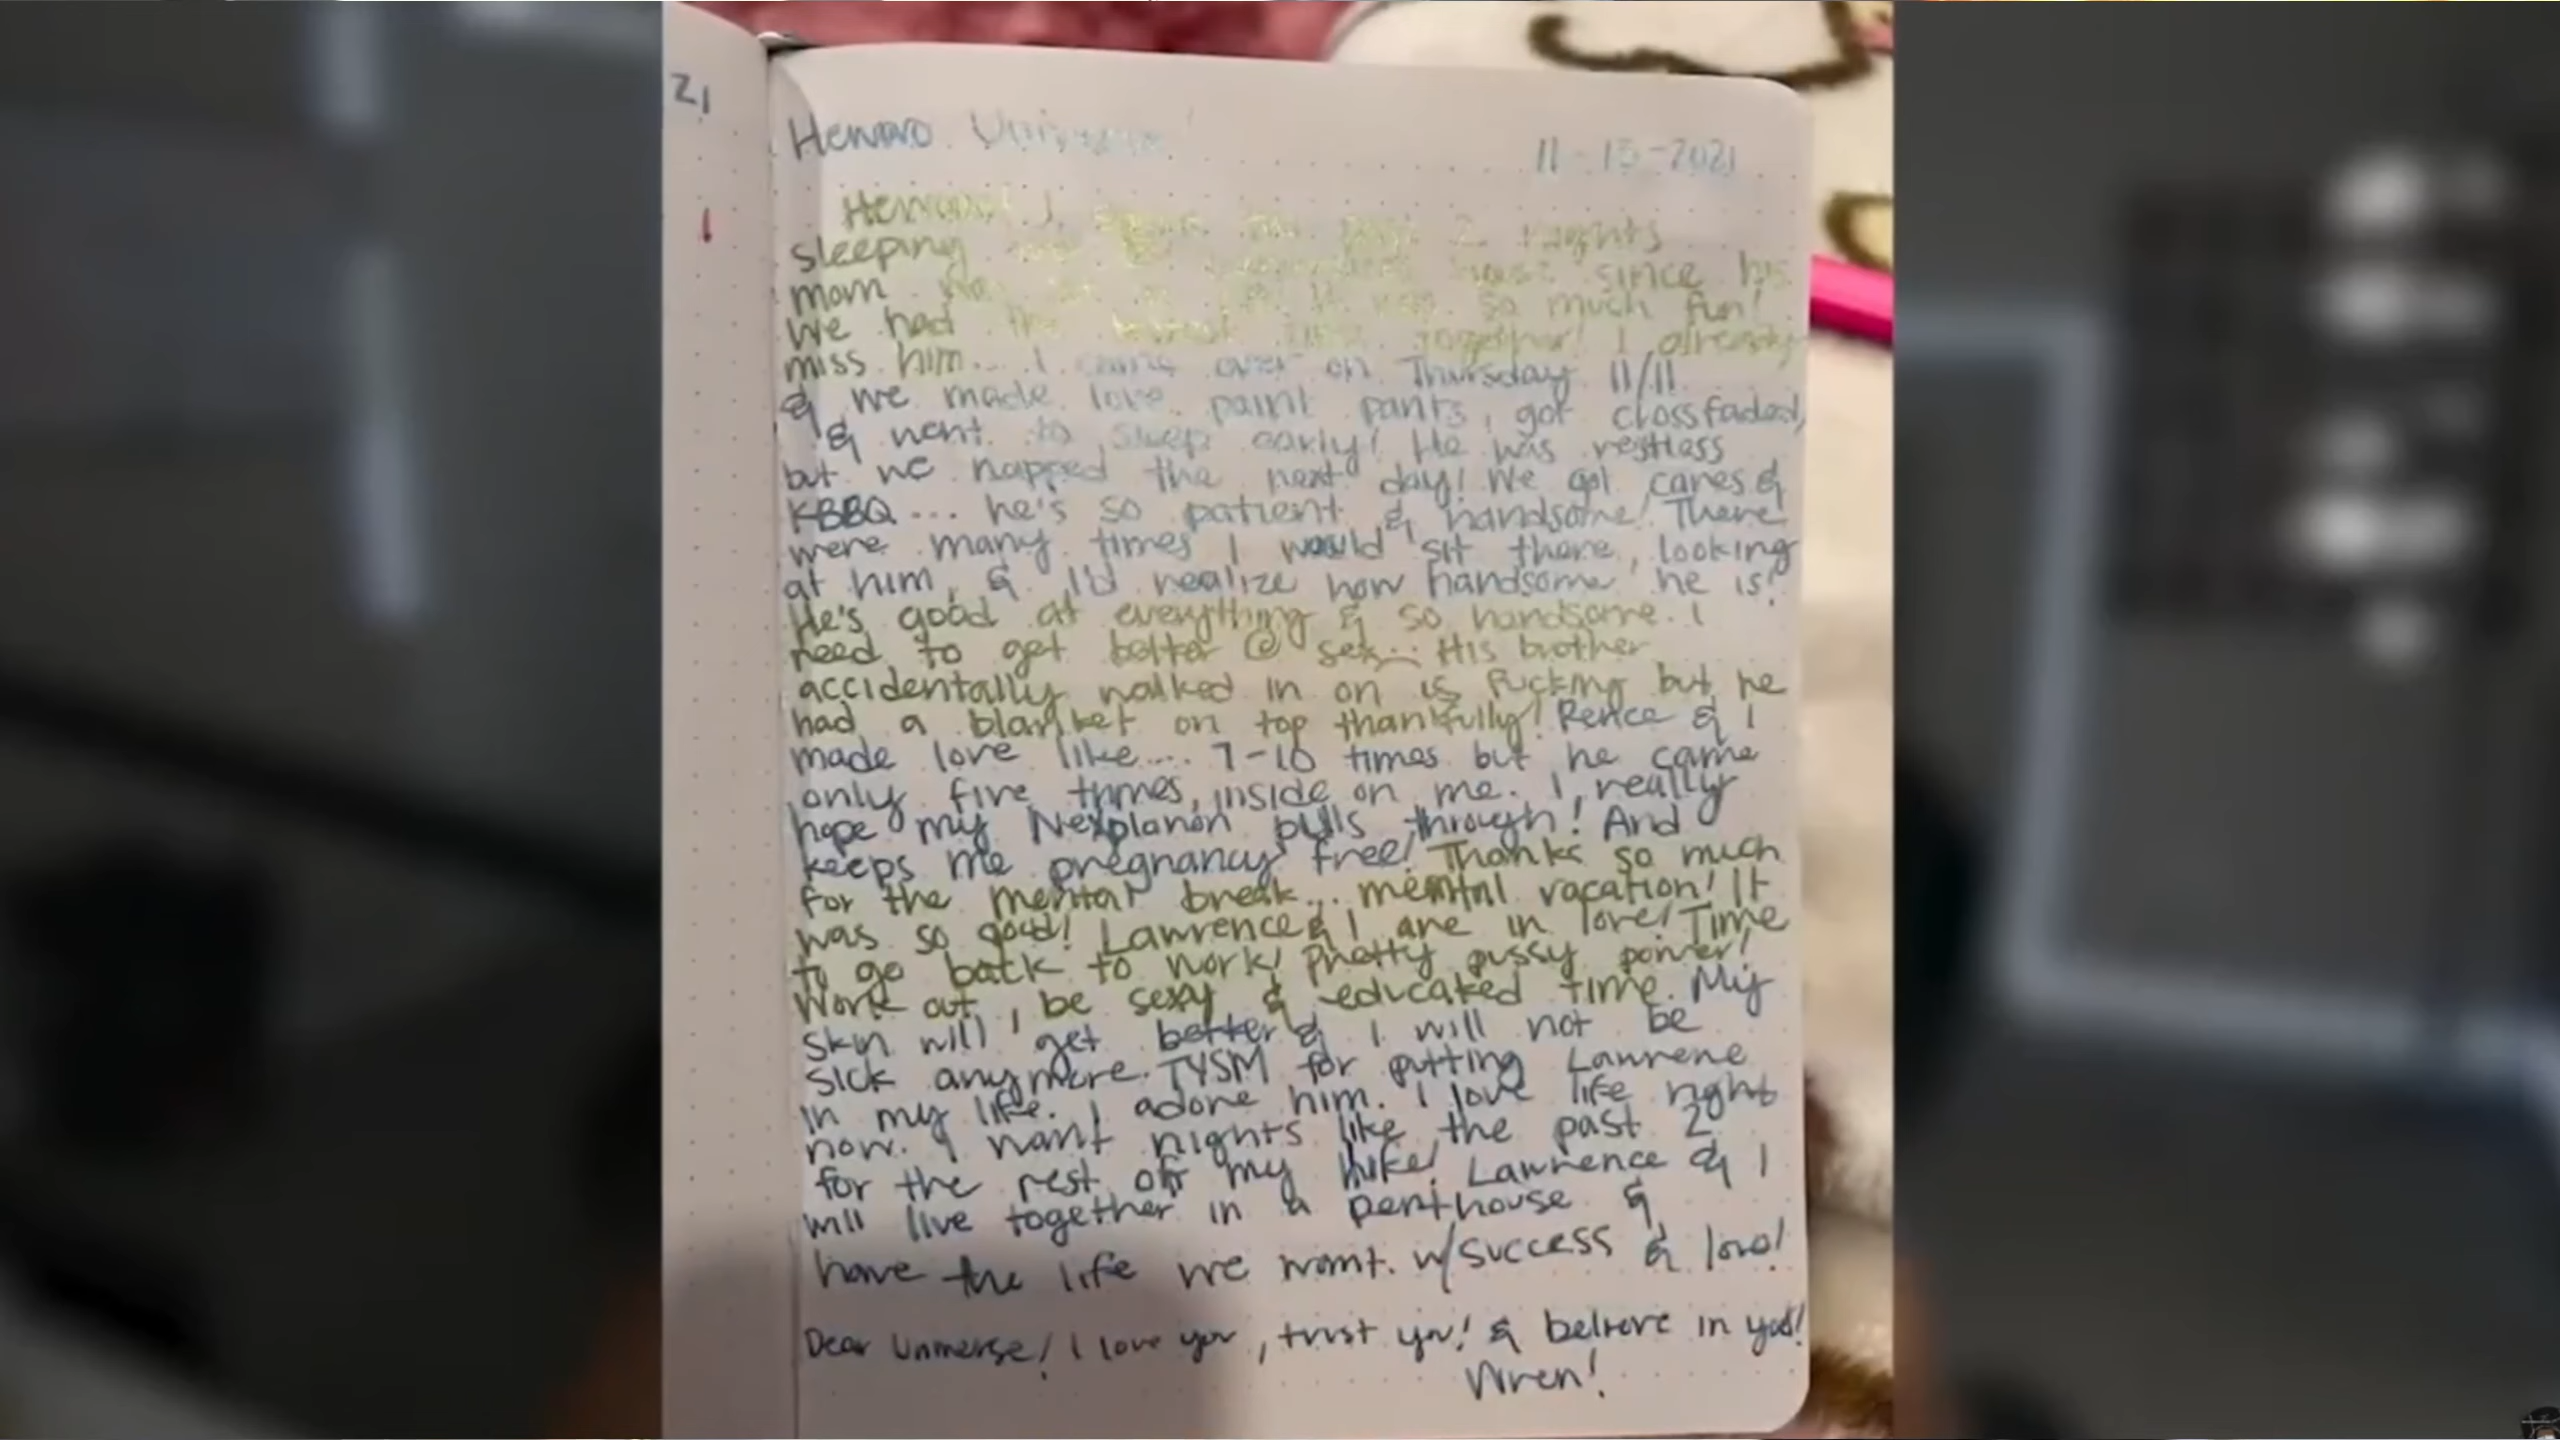 21
Hewwo Universe!
11-15-2021
Hewwoo! I spent the past 2 nights
sleeping house since his
mom so much fun!
We had the time together! I already
miss him... I came over on Thursday 11/11
& we made love, paint pants, got crossfaded,
& went to sleep early! He was restless
but we napped the next day! We got canes &
KBBQ... he's so patient & handsome! There
were many times I would sit there, looking
at him, & I'd realize how handsome he is!
He's good at everything & so handsome. I
need to get better @ sex... His brother
accidentally walked in on us fucking but he
had a blanket on top thankfully! Rence & I
made love like.... 7-10 times but he came
only five times, inside on me. I really
hope my Nexplanon pulls through! And
keeps me pregnancy free! Thanks so much
for the mental break... mental vacation! It
was so good! Lawrence & I are in love! Time
to go back to work! Pretty pussy power!
Work out, be sexy & educated time. My
skin will get better & I will not be
sick anymore. TYSM for putting Lawrence
in my life. I adore him. I love life right
now. I want nights like the past 2
for the rest of my life! Lawrence & I
will live together in a penthouse &
have the life we want. w/ success & love!
Dear Universe! I love you, trust you! & believe in you!
Wren!